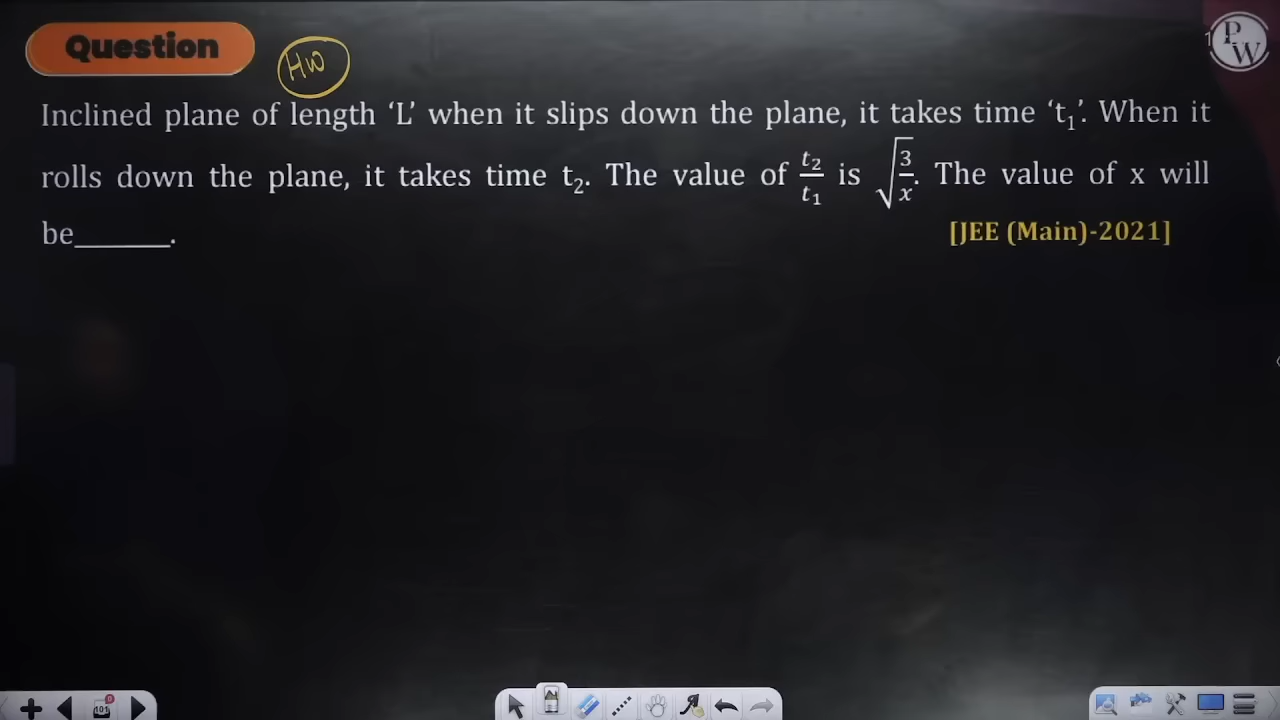 Question
HW
PW
Inclined plane of length ‘L’ when it slips down the plane, it takes time ‘t₁’. When it
rolls down the plane, it takes time t₂. The value of t₂/t₁ is √(3/x). The value of x will
be______.
[JEE (Main)-2021]
101